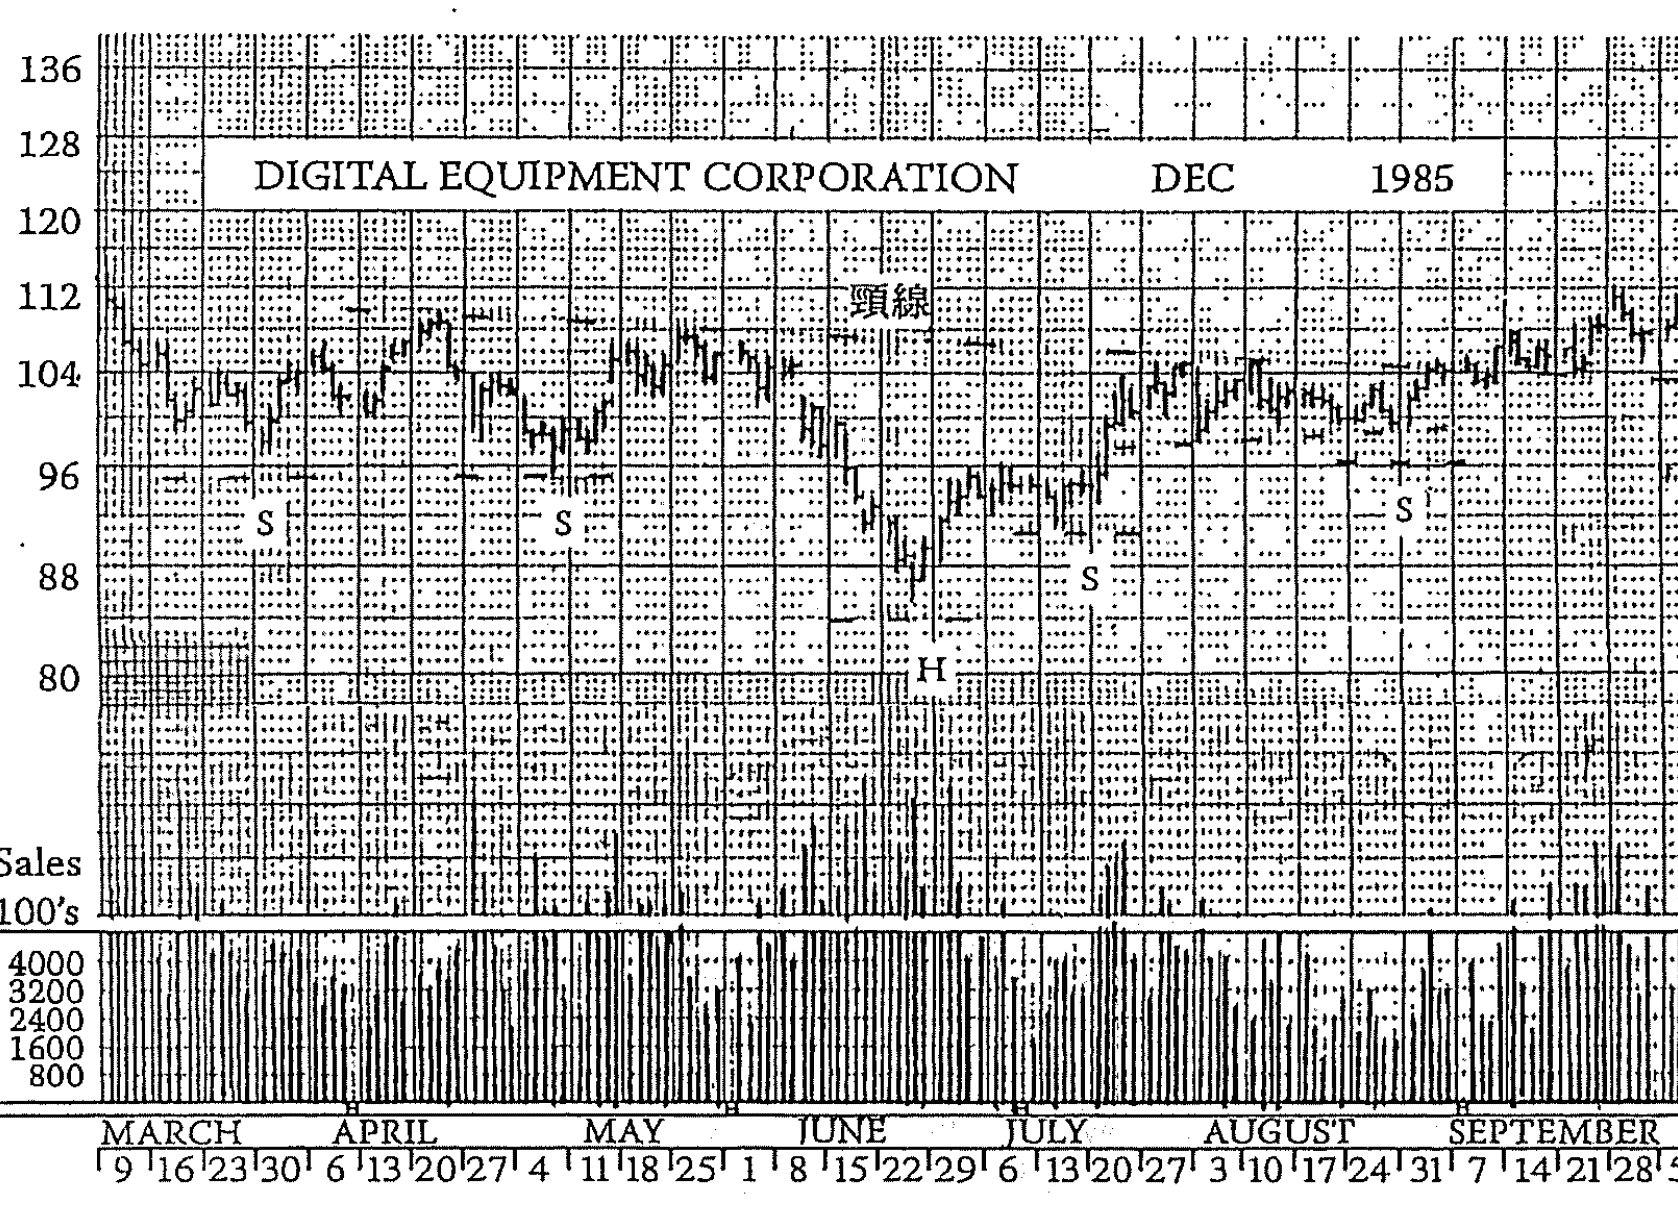 136
128
DIGITAL EQUIPMENT CORPORATION DEC 1985
120
112
頸線
104
96
S S S
88
S
80
H
Sales
100's
4000
3200
2400
1600
800
H H H H
MARCH APRIL MAY JUNE JULY AUGUST SEPTEMBER
9 16 23 30 6 13 20 27 4 11 18 25 1 8 15 22 29 6 13 20 27 3 10 17 24 31 7 14 21 28 5